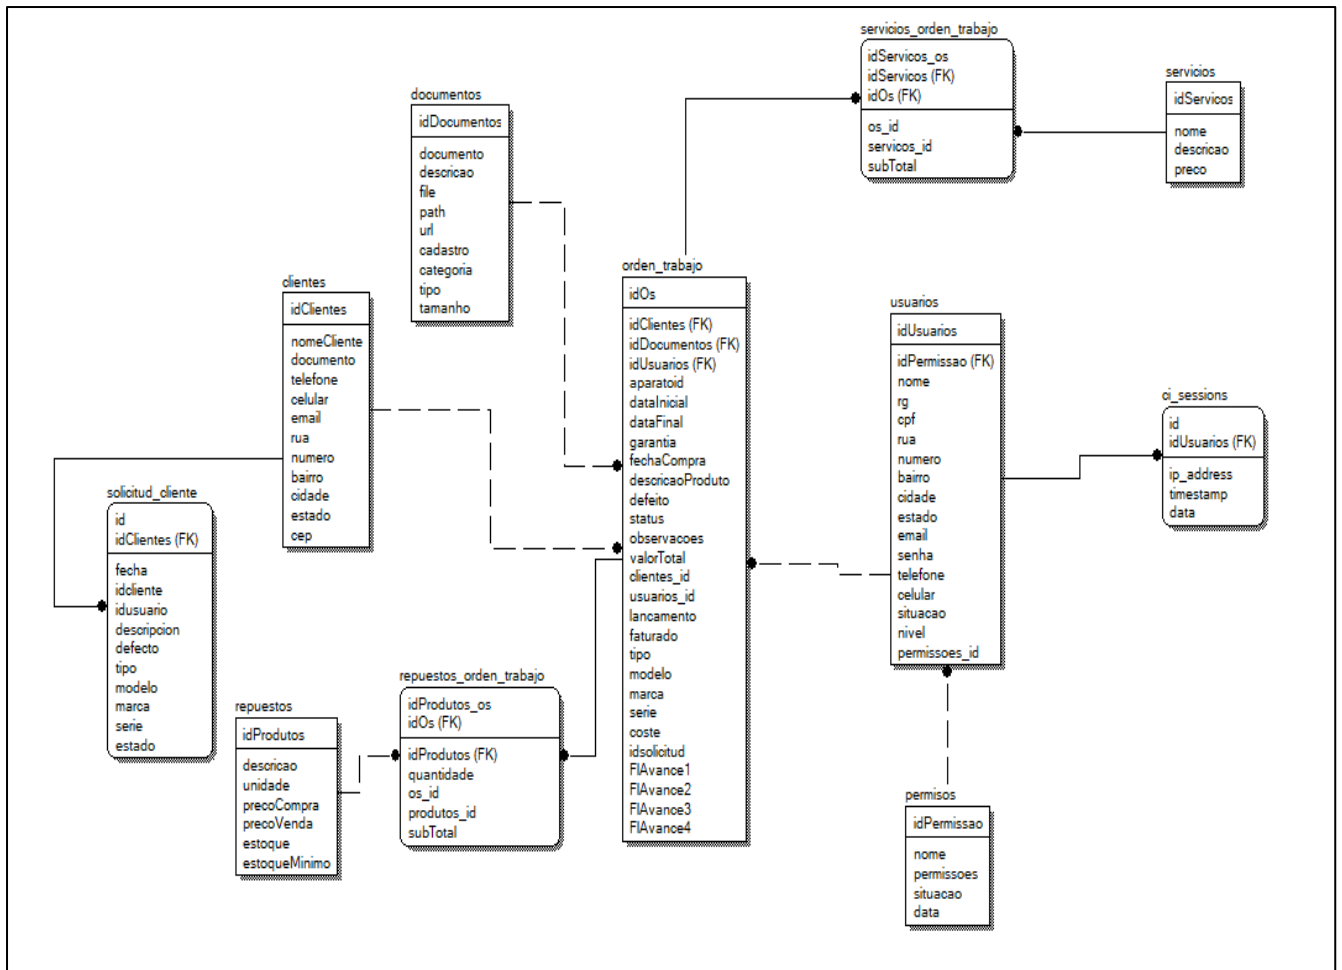 servicios_orden_trabajo
idServicos_os
idServicos (FK)
idOs (FK)
os_id
servicos_id
subTotal
servicios
idServicos
nome
descricao
preco
documentos
idDocumentos
documento
descricao
file
path
url
cadastro
categoria
tipo
tamanho
clientes
idClientes
nomeCliente
documento
telefone
celular
email
rua
numero
bairro
cidade
estado
cep
orden_trabajo
idOs
idClientes (FK)
idDocumentos (FK)
idUsuarios (FK)
aparatoid
dataInicial
dataFinal
garantia
fechaCompra
descricaoProduto
defeito
status
observacoes
valorTotal
clientes_id
usuarios_id
lancamento
faturado
tipo
modelo
marca
serie
coste
idsolicitud
FlAvance1
FlAvance2
FlAvance3
FlAvance4
usuarios
idUsuarios
idPermissao (FK)
nome
rg
cpf
rua
numero
bairro
cidade
estado
email
senha
telefone
celular
situacao
nivel
permissoes_id
ci_sessions
id
idUsuarios (FK)
ip_address
timestamp
data
solicitud_cliente
id
idClientes (FK)
fecha
idcliente
idusuario
descripcion
defecto
tipo
modelo
marca
serie
estado
repuestos
idProdutos
descricao
unidade
precoCompra
precoVenda
estoque
estoqueMinimo
repuestos_orden_trabajo
idProdutos_os
idOs (FK)
idProdutos (FK)
quantidade
os_id
produtos_id
subTotal
permisos
idPermissao
nome
permissoes
situacao
data